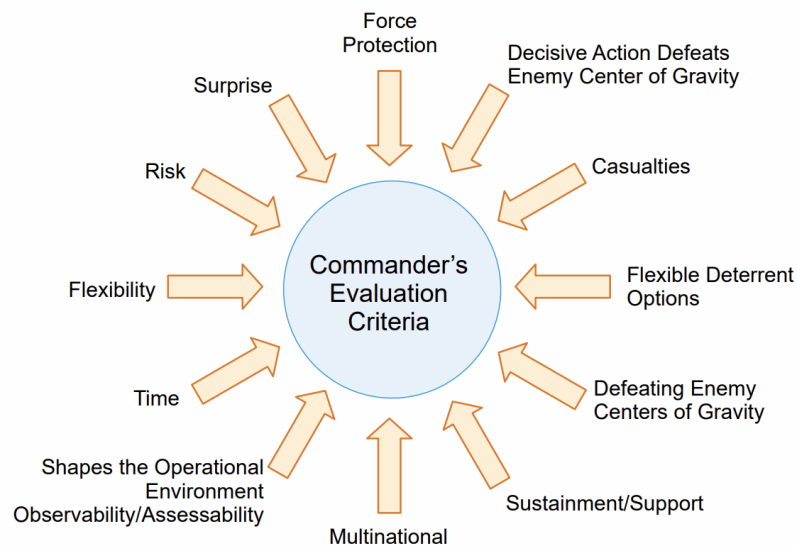 Force
Protection
Decisive Action Defeats
Enemy Center of Gravity
Surprise
Casualties
Risk
Commander’s
Evaluation
Criteria
Flexible Deterrent
Options
Flexibility
Defeating Enemy
Centers of Gravity
Time
Shapes the Operational
Environment
Observability/Assessability
Sustainment/Support
Multinational